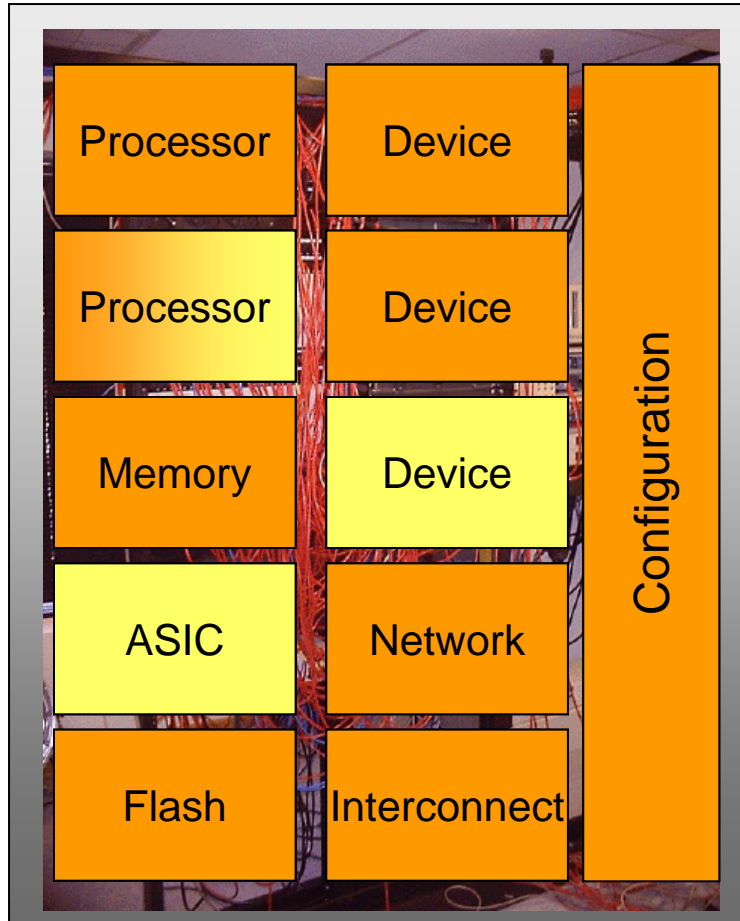 Processor
Device
Processor
Device
Memory
Device
ASIC
Network
Flash
Interconnect
Configuration